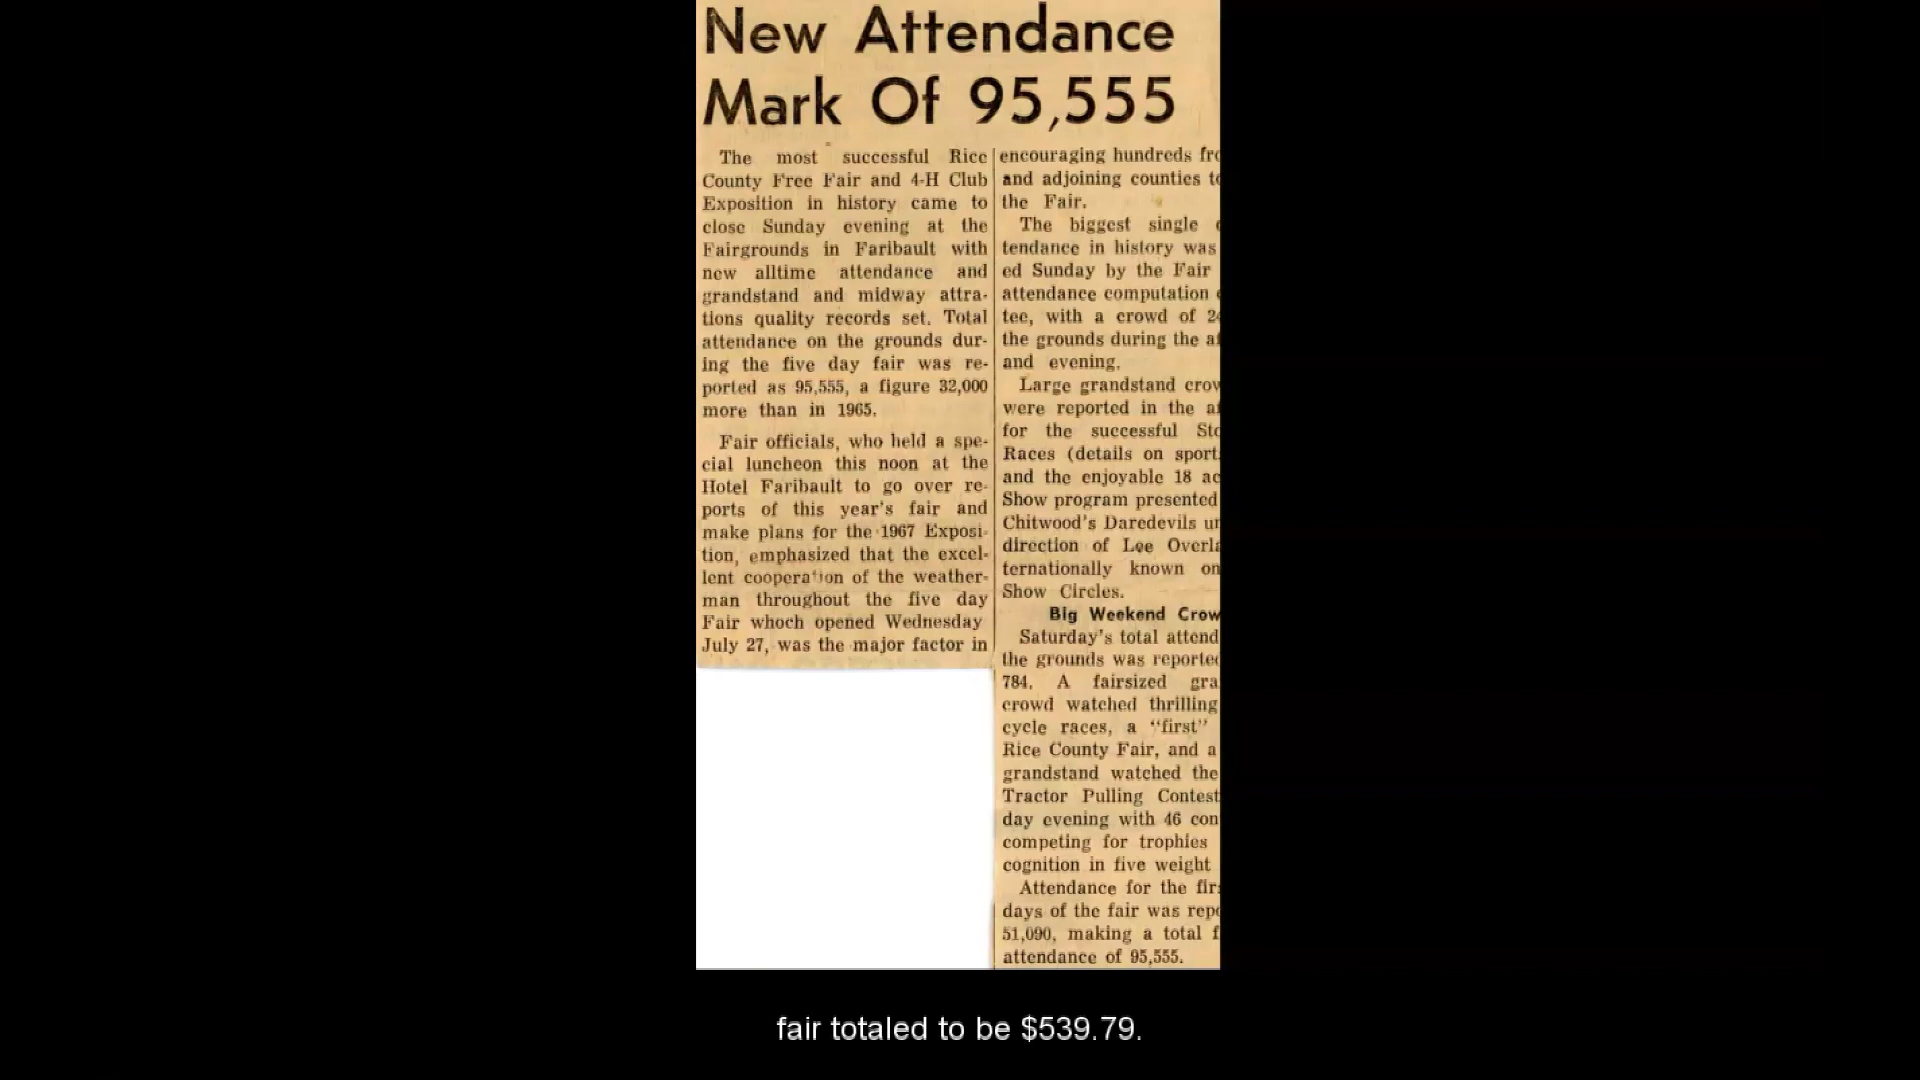 New Attendance
Mark Of 95,555
The most successful Rice
County Free Fair and 4-H Club
Exposition in history came to
close Sunday evening at the
Fairgrounds in Faribault with
new alltime attendance and
grandstand and midway attra-
tions quality records set. Total
attendance on the grounds dur-
ing the five day fair was re-
ported as 95,555, a figure 32,000
more than in 1965.
Fair officials, who held a spe-
cial luncheon this noon at the
Hotel Faribault to go over re-
ports of this year's fair and
make plans for the 1967 Exposi-
tion, emphasized that the excel-
lent cooperation of the weather-
man throughout the five day
Fair whoch opened Wednesday
July 27, was the major factor in
encouraging hundreds
and adjoining counties
the Fair.
The biggest single
tendance in history was
ed Sunday by the Fair
attendance computation
tee, with a crowd of
the grounds during the
and evening.
Large grandstand
were reported in the
for the successful
Races (details on
and the enjoyable 18
Show program presented
Chitwood's Daredevils
direction of Lee
ternationally known
Show Circles.
Big Weekend
Saturday's total attend
the grounds was
784. A fairsized
crowd watched thrilling
cycle races, a "first"
Rice County Fair, and a
grandstand watched the
Tractor Pulling Contest
day evening with 46 con
competing for trophies
cognition in five weight
Attendance for the
days of the fair was
51,090, making a total
attendance of 95,555.
fair totaled to be $539.79.